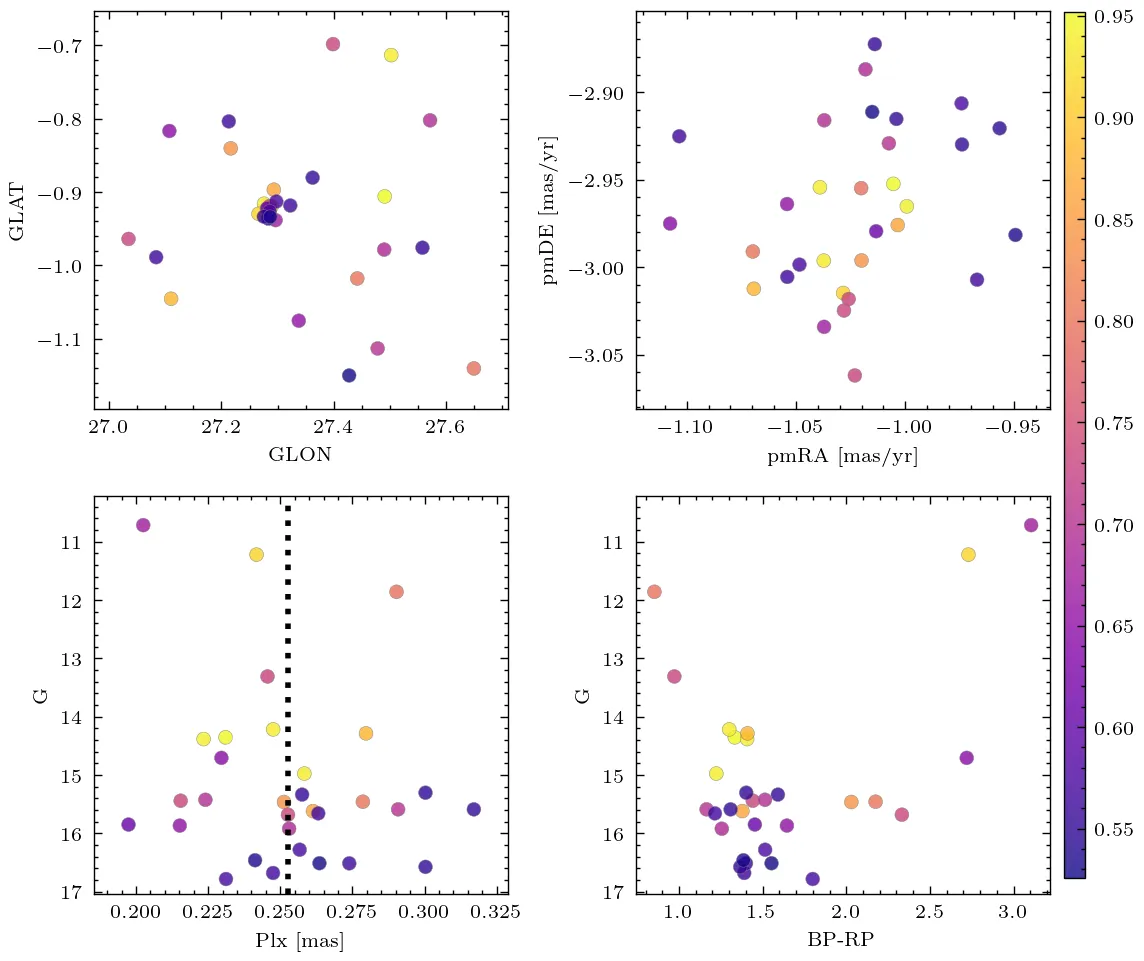 −0.7
−0.8
−0.9
−1.0
−1.1
GLAT
27.0 27.2 27.4 27.6
GLON
−2.90
−2.95
−3.00
−3.05
pmDE [mas/yr]
−1.10 −1.05 −1.00 −0.95
pmRA [mas/yr]
11
12
13
14
15
16
17
G
0.200 0.225 0.250 0.275 0.300 0.325
Plx [mas]
11
12
13
14
15
16
17
G
1.0 1.5 2.0 2.5 3.0
BP-RP
0.95
0.90
0.85
0.80
0.75
0.70
0.65
0.60
0.55